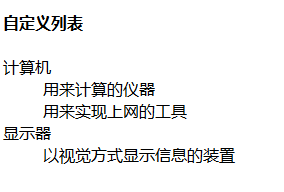 自定义列表
计算机
用来计算的仪器
用来实现上网的工具
显示器
以视觉方式显示信息的装置